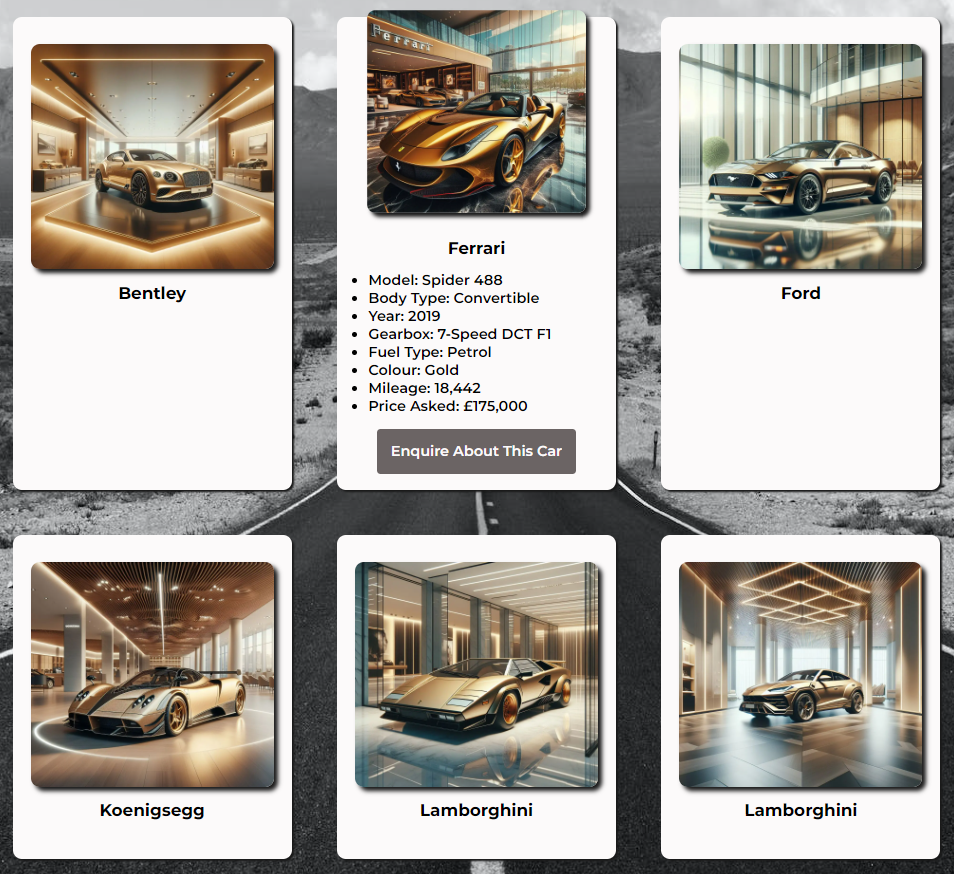 Ferrari
Bentley
Ferrari
Model: Spider 488
Body Type: Convertible
Year: 2019
Gearbox: 7-Speed DCT F1
Fuel Type: Petrol
Colour: Gold
Mileage: 18,442
Price Asked: £175,000
Enquire About This Car
Ford
Koenigsegg
Lamborghini
Lamborghini